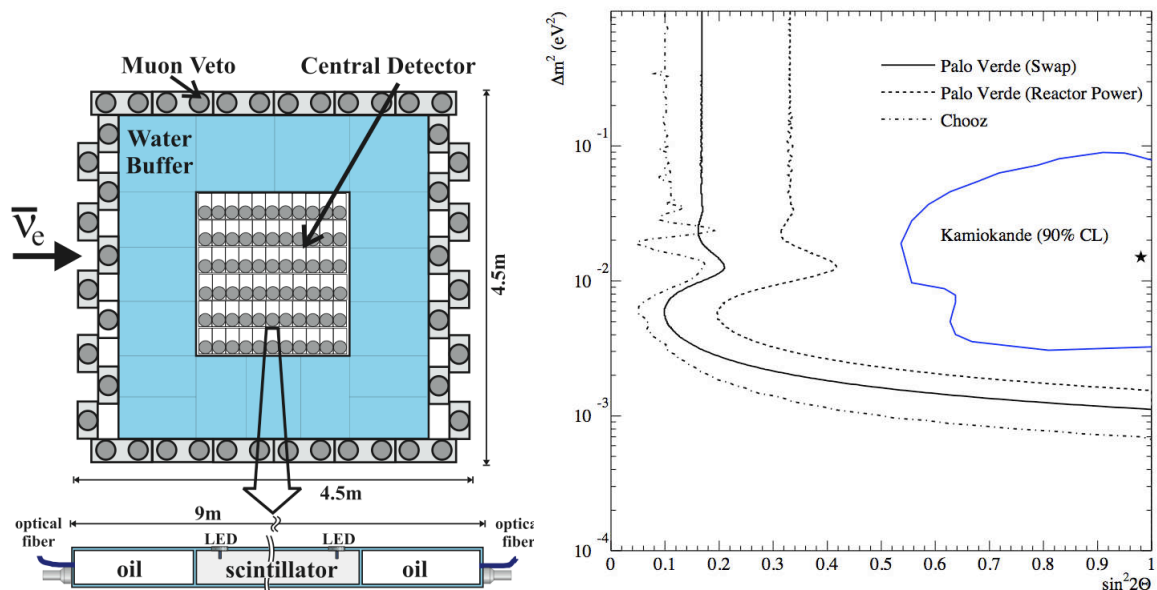 Muon Veto
Central Detector
Water
Buffer
ν̅e
4.5m
4.5m
9m
optical
fiber
LED
LED
optical
fiber
oil
scintillator
oil
Δm² (eV²)
Palo Verde (Swap)
Palo Verde (Reactor Power)
Chooz
10⁻¹
Kamiokande (90% CL)
10⁻²
10⁻³
10⁻⁴
0 0.1 0.2 0.3 0.4 0.5 0.6 0.7 0.8 0.9 1
sin²2Θ